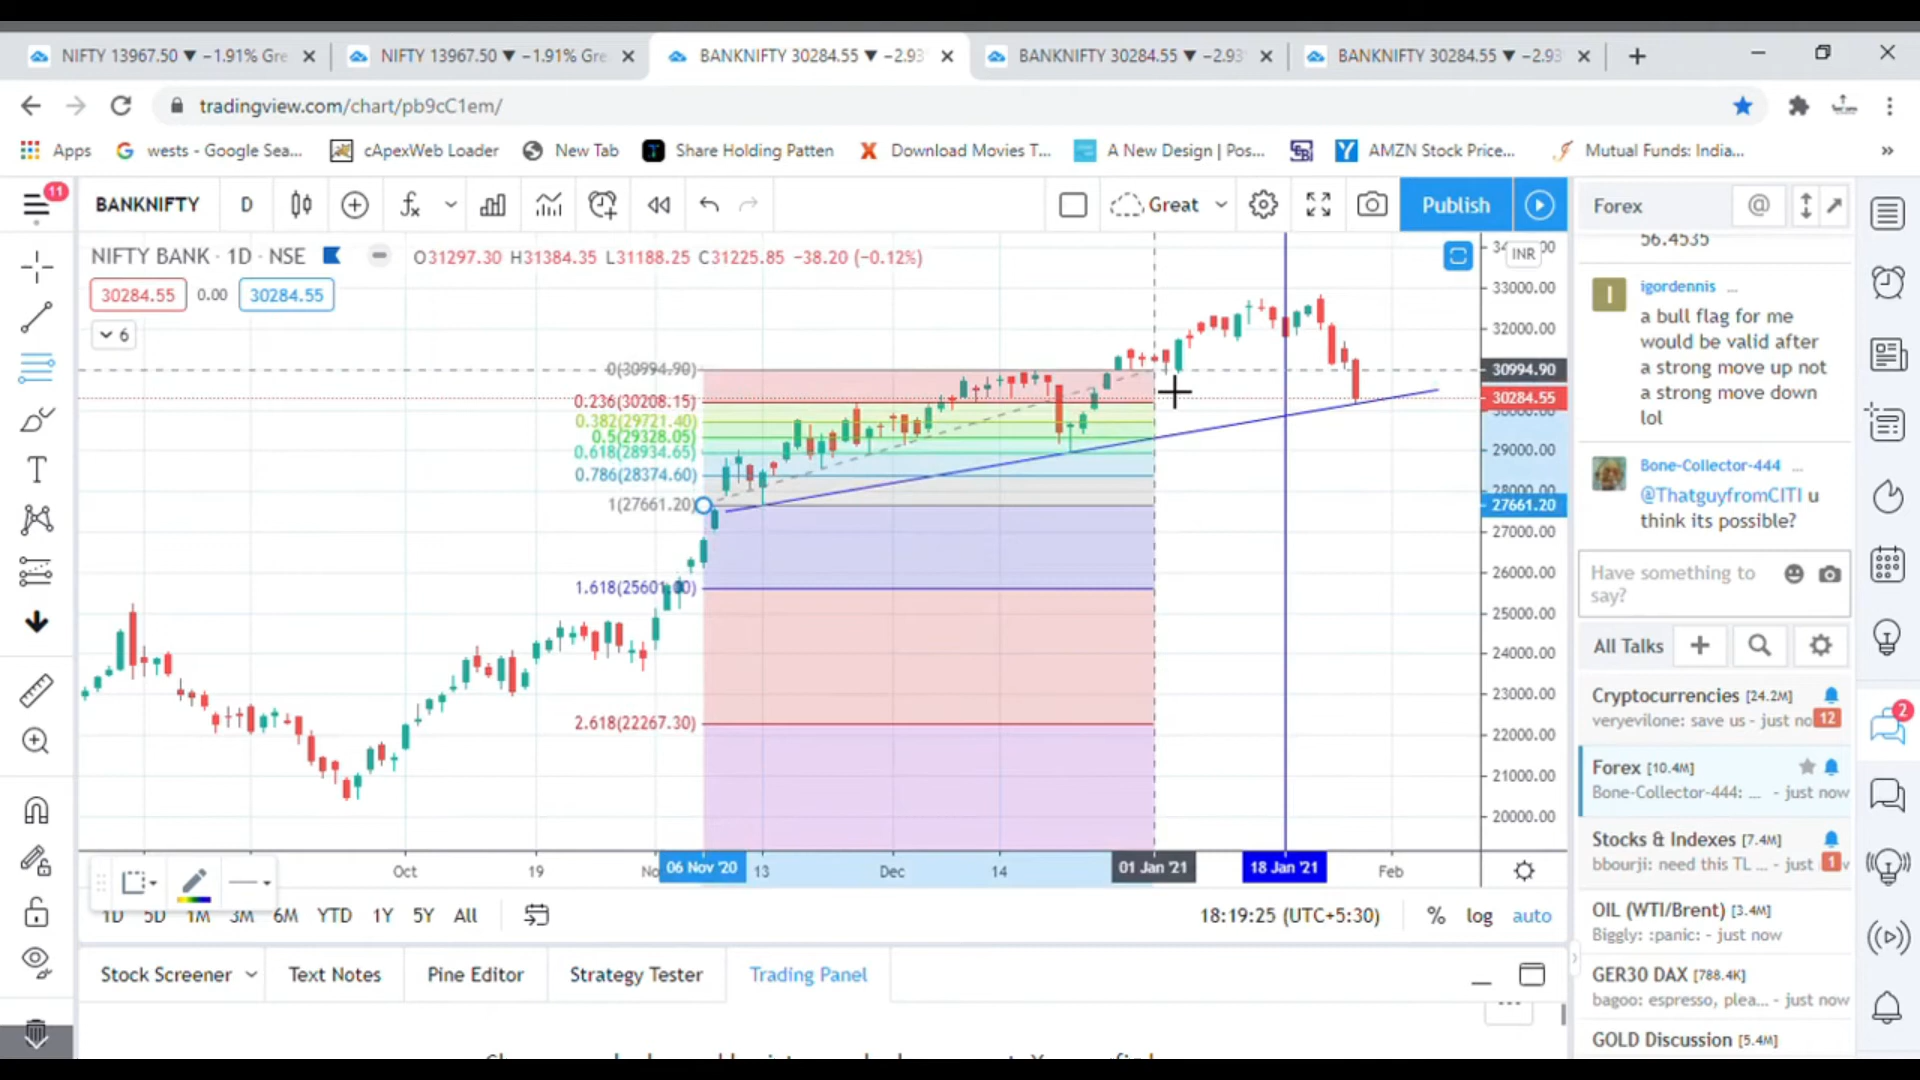 NIFTY 13967.50 ▼ −1.91% Gre
NIFTY 13967.50 ▼ −1.91% Gre
BANKNIFTY 30284.55 ▼ −2.93
BANKNIFTY 30284.55 ▼ −2.93
BANKNIFTY 30284.55 ▼ −2.93
tradingview.com/chart/pb9cC1em/
Apps
wests - Google Sea...
cApexWeb Loader
New Tab
Share Holding Patten
Download Movies T...
A New Design | Pos...
AMZN Stock Price...
Mutual Funds: India...
»
11
BANKNIFTY
D
Great
Publish
Forex
NIFTY BANK · 1D · NSE
O31297.30 H31384.35 L31188.25 C31225.85 −38.20 (−0.12%)
30284.55
0.00
30284.55
6
INR
33000.00
32000.00
30994.90
30284.55
30000.00
29000.00
28000.00
27661.20
27000.00
26000.00
25000.00
24000.00
23000.00
22000.00
21000.00
20000.00
0(30994.90)
0.236(30208.15)
0.382(29721.40)
0.5(29328.05)
0.618(28934.65)
0.786(28374.60)
1(27661.20)
1.618(25601.00)
2.618(22267.30)
Oct
19
06 Nov '20
13
Dec
14
01 Jan '21
18 Jan '21
Feb
1D
5D
1M
3M
6M
YTD
1Y
5Y
All
18:19:25 (UTC+5:30)
%
log
auto
Stock Screener
Text Notes
Pine Editor
Strategy Tester
Trading Panel
56.4535
I
igordennis ...
a bull flag for me
would be valid after
a strong move up not
a strong move down
lol
Bone-Collector-444 ...
@ThatguyfromCITI u
think its possible?
Have something to
say?
All Talks
Cryptocurrencies [24.2M]
veryevilone: save us - just no
12
Forex [10.4M]
Bone-Collector-444: ... - just now
Stocks & Indexes [7.4M]
bbourji: need this TL ... - just
1
OIL (WTI/Brent) [3.4M]
Biggly: :panic: - just now
GER30 DAX [788.4K]
bagoo: espresso, plea... - just now
GOLD Discussion [5.4M]
2